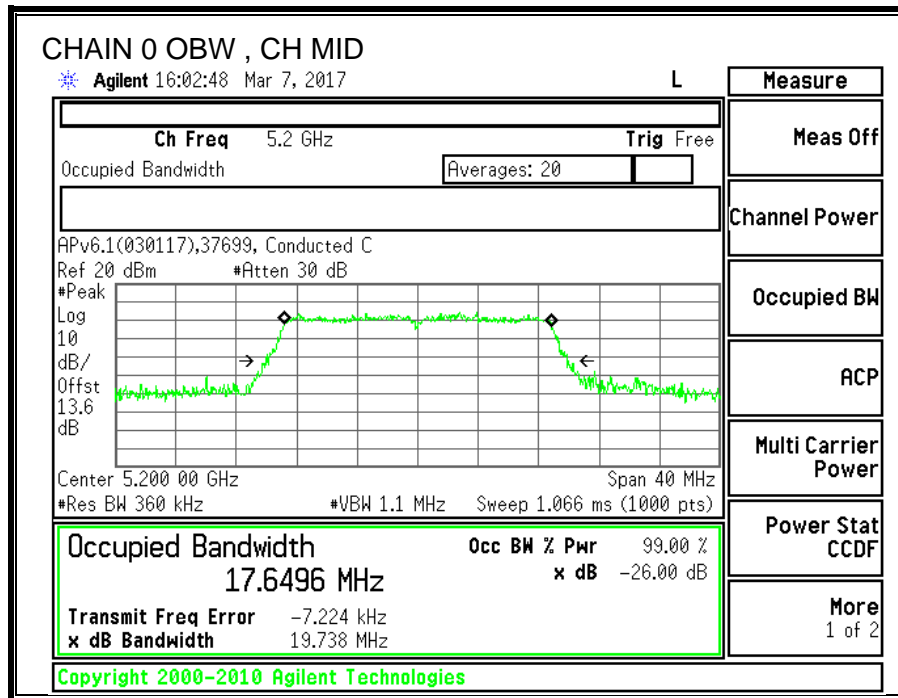 CHAIN 0 OBW , CH MID
Agilent 16:02:48 Mar 7, 2017 L
Measure
Ch Freq 5.2 GHz Trig Free
Meas Off
Occupied Bandwidth Averages: 20
Channel Power
APv6.1(030117),37699, Conducted C
Ref 20 dBm #Atten 30 dB
#Peak
Log
10
dB/
Offst
13.6
dB
Occupied BW
ACP
Multi Carrier
Power
Center 5.200 00 GHz Span 40 MHz
#Res BW 360 kHz #VBW 1.1 MHz Sweep 1.066 ms (1000 pts)
Power Stat
CCDF
Occupied Bandwidth Occ BW % Pwr 99.00 %
17.6496 MHz x dB -26.00 dB
Transmit Freq Error -7.224 kHz
x dB Bandwidth 19.738 MHz
More
1 of 2
Copyright 2000-2010 Agilent Technologies